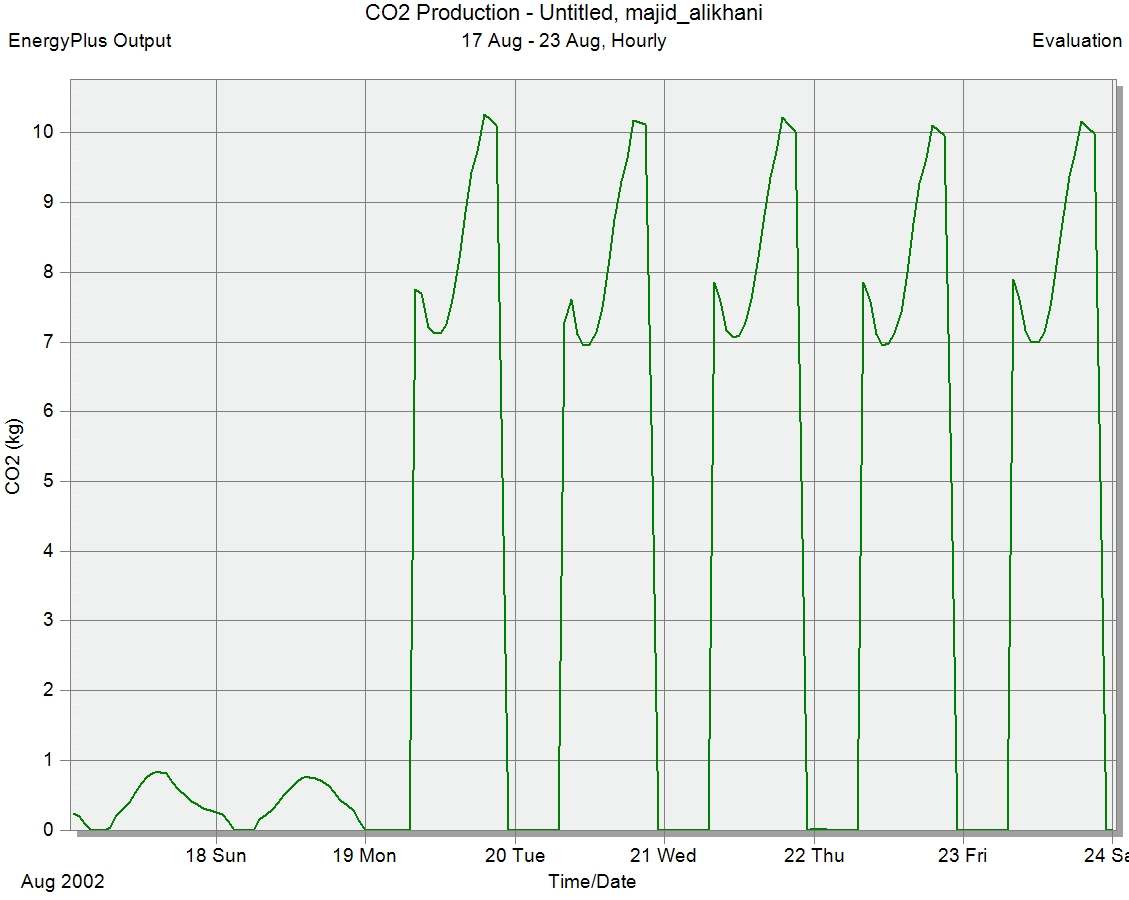 CO2 Production - Untitled, majid_alikhani
EnergyPlus Output
17 Aug - 23 Aug, Hourly
Evaluation
10
9
8
7
6
5
4
3
2
1
0
CO2 (kg)
18 Sun
19 Mon
20 Tue
21 Wed
22 Thu
23 Fri
24 Sa
Aug 2002
Time/Date